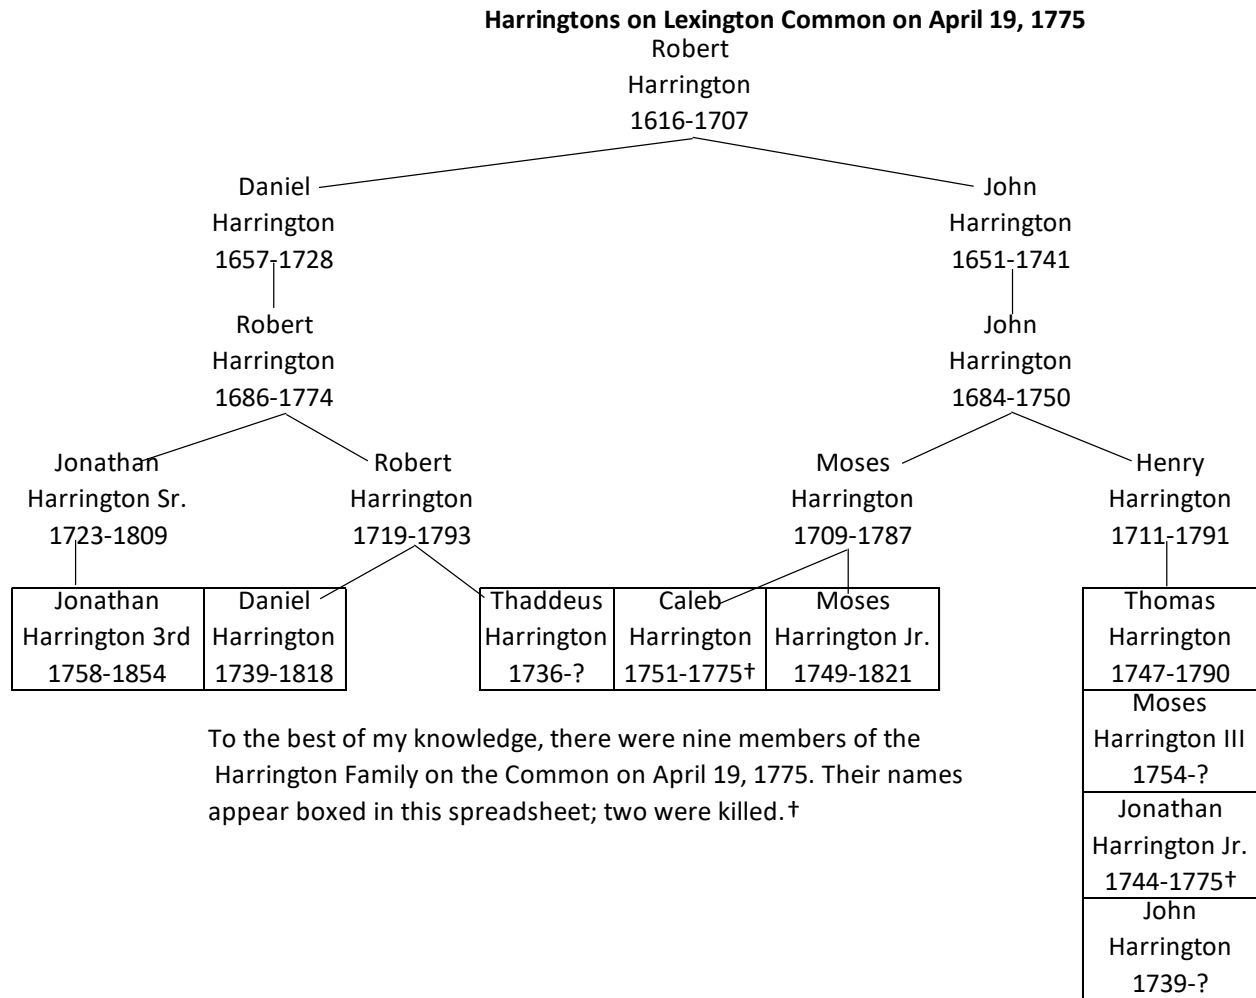 Harringtons on Lexington Common on April 19, 1775
Robert
Harrington
1616-1707
Daniel
Harrington
1657-1728
John
Harrington
1651-1741
Robert
Harrington
1686-1774
John
Harrington
1684-1750
Jonathan
Harrington Sr.
1723-1809
Robert
Harrington
1719-1793
Moses
Harrington
1709-1787
Henry
Harrington
1711-1791
Jonathan
Harrington 3rd
1758-1854
Daniel
Harrington
1739-1818
Thaddeus
Harrington
1736-?
Caleb
Harrington
1751-1775†
Moses
Harrington Jr.
1749-1821
Thomas
Harrington
1747-1790
Moses
Harrington III
1754-?
Jonathan
Harrington Jr.
1744-1775†
John
Harrington
1739-?
To the best of my knowledge, there were nine members of the
Harrington Family on the Common on April 19, 1775. Their names
appear boxed in this spreadsheet; two were killed.†